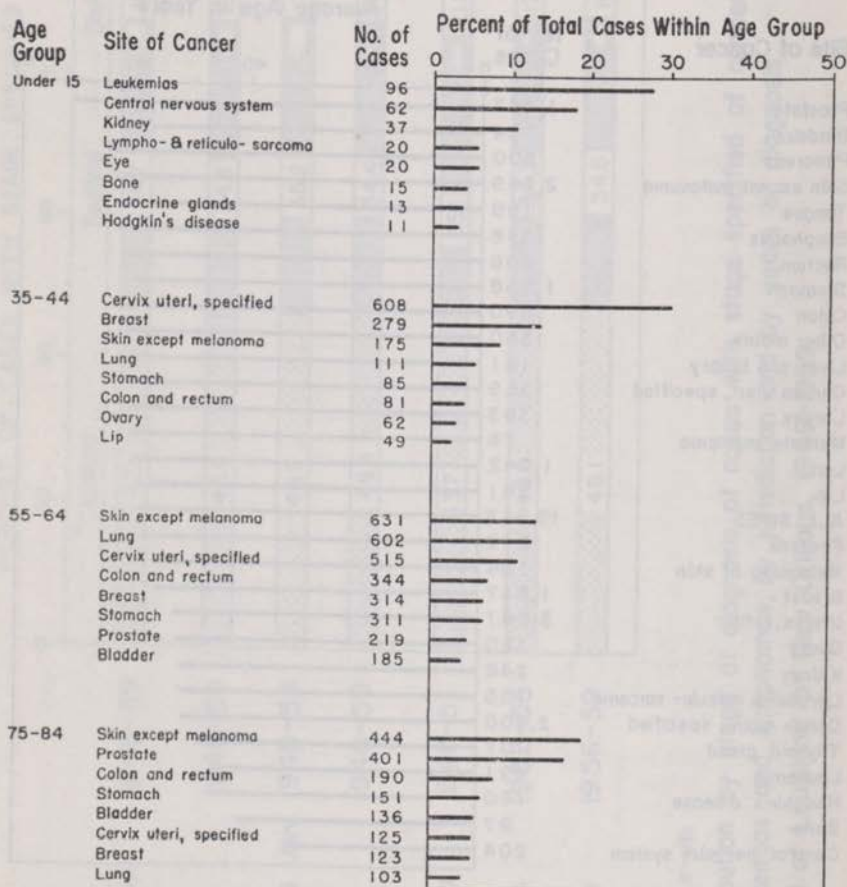 Age Group Site of Cancer No. of Cases Percent of Total Cases Within Age Group
0 10 20 30 40 50
Under 15 Leukemias 96
Central nervous system 62
Kidney 37
Lympho- & reticulo- sarcoma 20
Eye 20
Bone 15
Endocrine glands 13
Hodgkin's disease 11
35-44 Cervix uteri, specified 608
Breast 279
Skin except melanoma 175
Lung 111
Stomach 85
Colon and rectum 81
Ovary 62
Lip 49
55-64 Skin except melanoma 631
Lung 602
Cervix uteri, specified 515
Colon and rectum 344
Breast 314
Stomach 311
Prostate 219
Bladder 185
75-84 Skin except melanoma 444
Prostate 401
Colon and rectum 190
Stomach 151
Bladder 136
Cervix uteri, specified 125
Breast 123
Lung 103